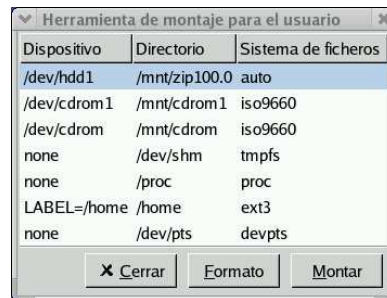 Herramienta de montaje para el usuario
Dispositivo Directorio Sistema de ficheros
/dev/hdd1 /mnt/zip100.0 auto
/dev/cdrom1 /mnt/cdrom1 iso9660
/dev/cdrom /mnt/cdrom iso9660
none /dev/shm tmpfs
none /proc proc
LABEL=/home /home ext3
none /dev/pts devpts
Cerrar Formato Montar